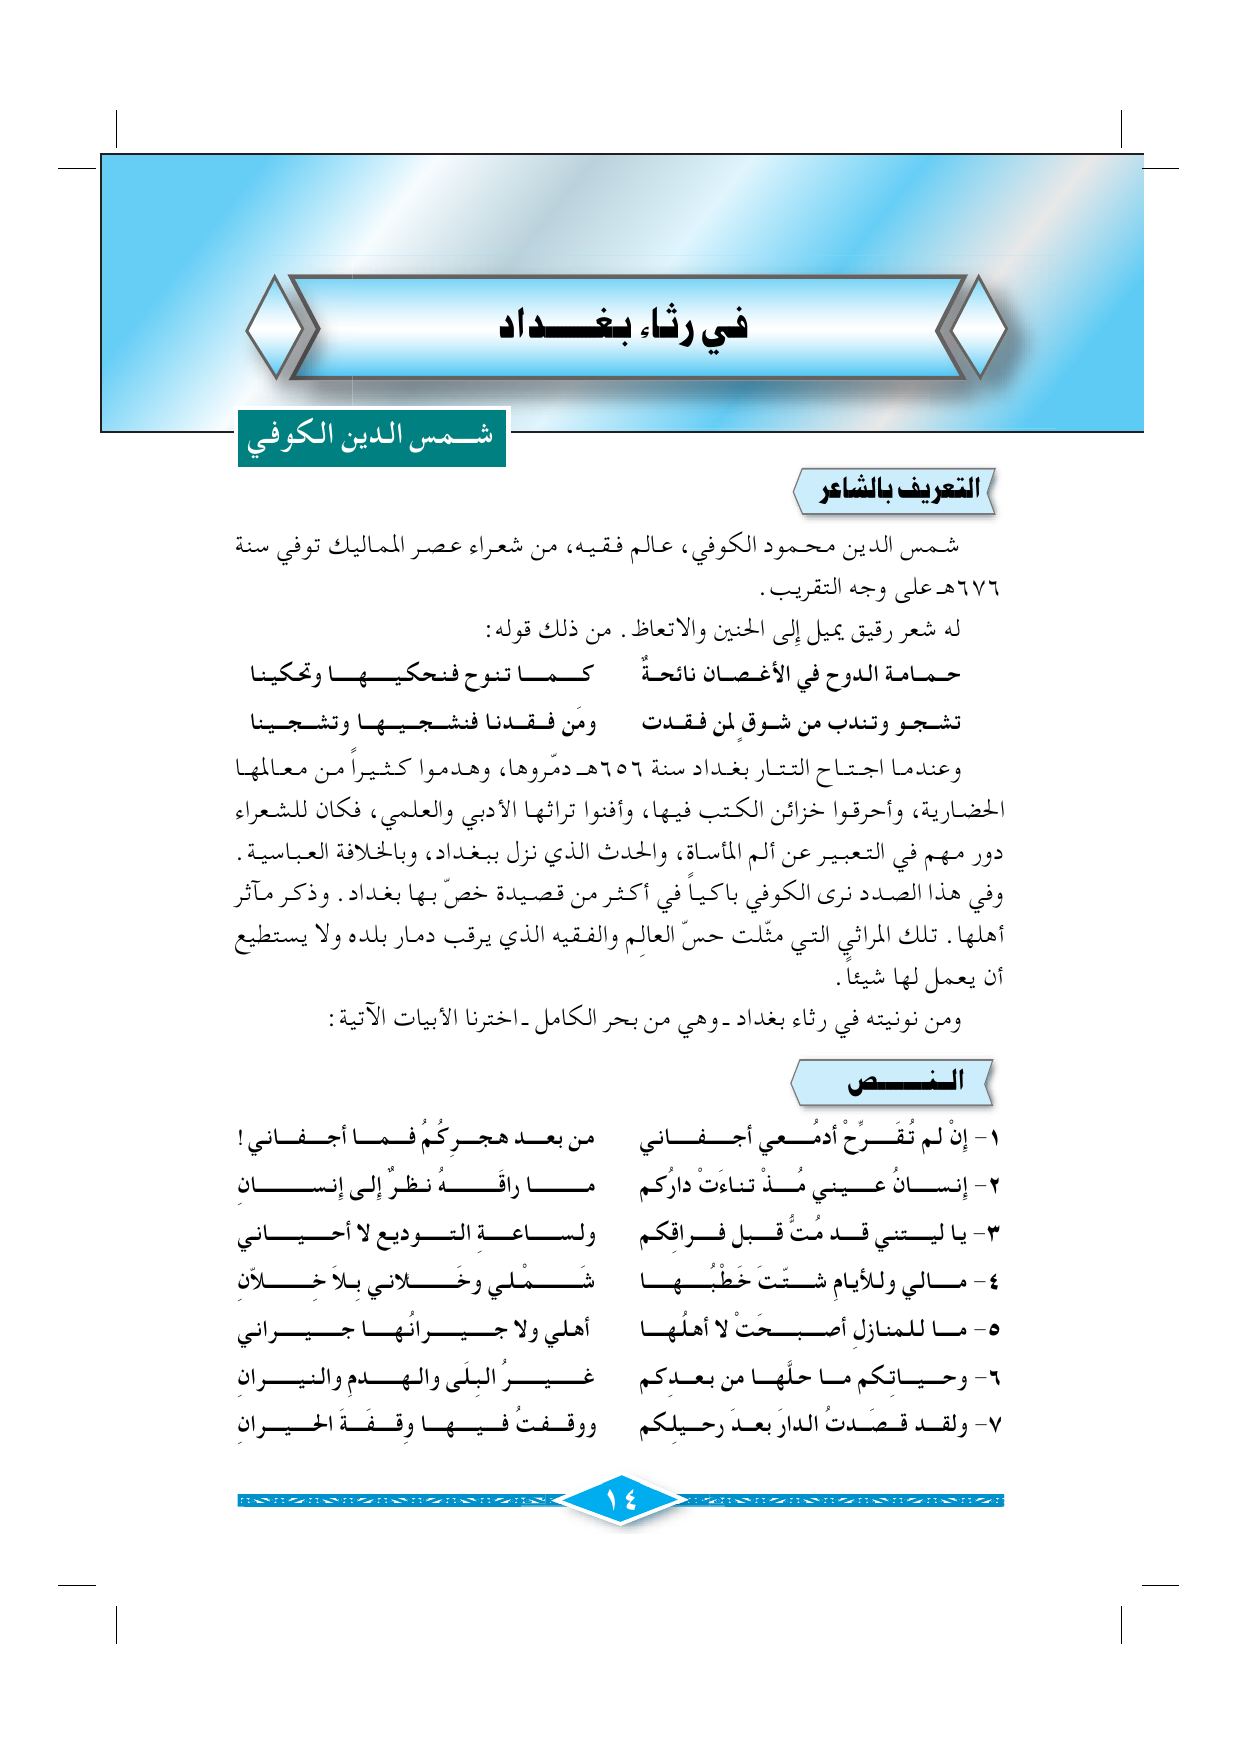 في رثاء بغداد
شمس الدين الكوفي
التعريف بالشاعر
شمس الدين محمود الكوفي، عالم فقيه، من شعراء عصر المماليك توفي سنة
٦٧٦هـ على وجه التقريب.
له شعر رقيق يميل إلى الحنين والاتعاظ. من ذلك قوله:
حمامة الدوح في الأغصان نائحةٌ كما تنوح فنحكيها وتحكينا
تشجو وتندب من شوقٍ لمن فقدت ومَن فقدنا فنشجيها وتشجينا
وعندما اجتاح التتار بغداد سنة ٦٥٦هـ دمّروها، وهدموا كثيراً من معالمها
الحضارية، وأحرقوا خزائن الكتب فيها، وأفنوا تراثها الأدبي والعلمي، فكان للشعراء
دور مهم في التعبير عن ألم المأساة، والحدث الذي نزل ببغداد، وبالخلافة العباسية.
وفي هذا الصدد نرى الكوفي باكياً في أكثر من قصيدة خصّ بها بغداد. وذكر مآثر
أهلها. تلك المراثي التي مثّلت حسّ العالِم والفقيه الذي يرقب دمار بلده ولا يستطيع
أن يعمل لها شيئاً.
ومن نونيته في رثاء بغداد ـ وهي من بحر الكامل ـ اخترنا الأبيات الآتية:
النص
١- إِنْ لم تُقَرِّحْ أدمُعي أجفاني من بعد هجرِكُمُ فما أجفاني!
٢- إنسانُ عيني مُذْ تناءَتْ دارُكم ما راقَهُ نظرٌ إلى إنسانِ
٣- يا ليتني قد مُتُّ قبل فراقِكم ولساعةِ التوديع لا أحياني
٤- مالي وللأيامِ شتّتَ خَطْبُها شَمْلي وخَلاني بِلاَ خِلاّنِ
٥- ما للمنازلِ أصبحَتْ لا أهلُها أهلي ولا جيرانُها جيراني
٦- وحياتِكم ما حلَّها من بعدِكم غيرُ البِلَى والهدمِ والنيرانِ
٧- ولقد قصَدتُ الدارَ بعدَ رحيلِكم ووقفتُ فيها وِقفَةَ الحيرانِ
١٤